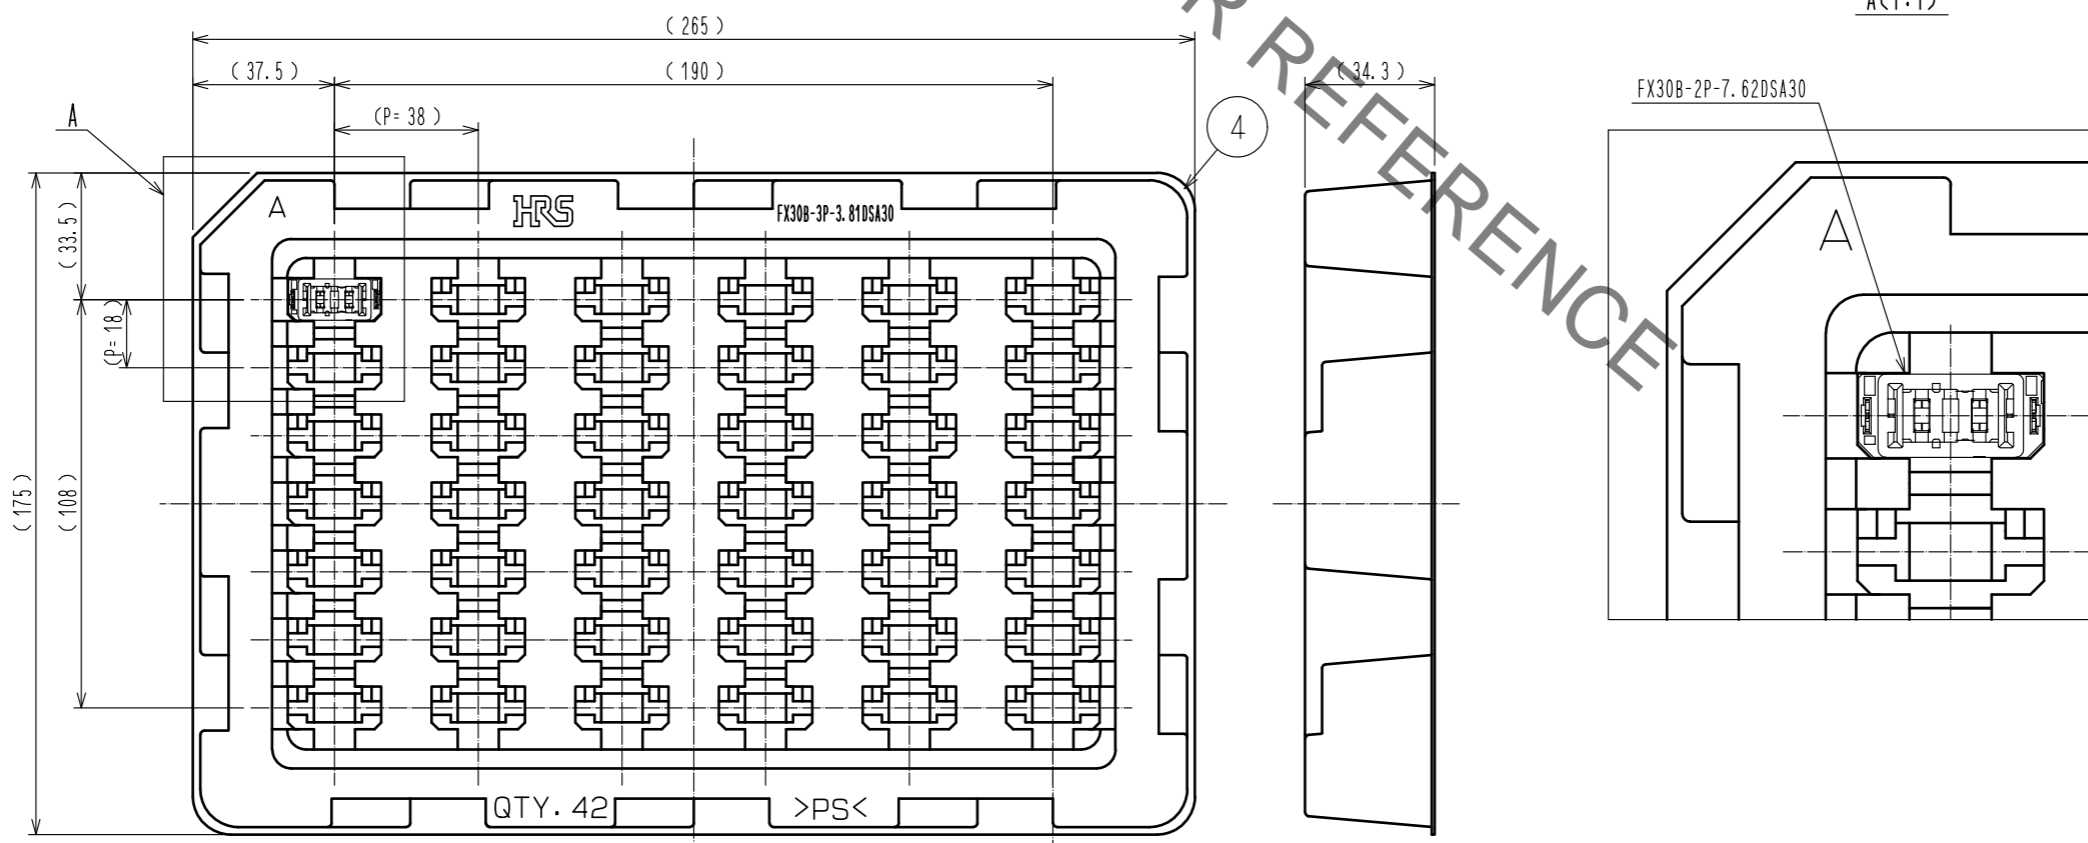 ( 265 )
A(1:1)
( 37.5 )
( 190 )
( 34.3 )
FOR REFERENCE
FX30B-2P-7.62DSA30
A
(P= 38 )
4
A
HRS
FX30B-3P-3.81DSA30
A
( 33.5 )
(P= 18)
( 175 )
( 108 )
QTY. 42
>PS<